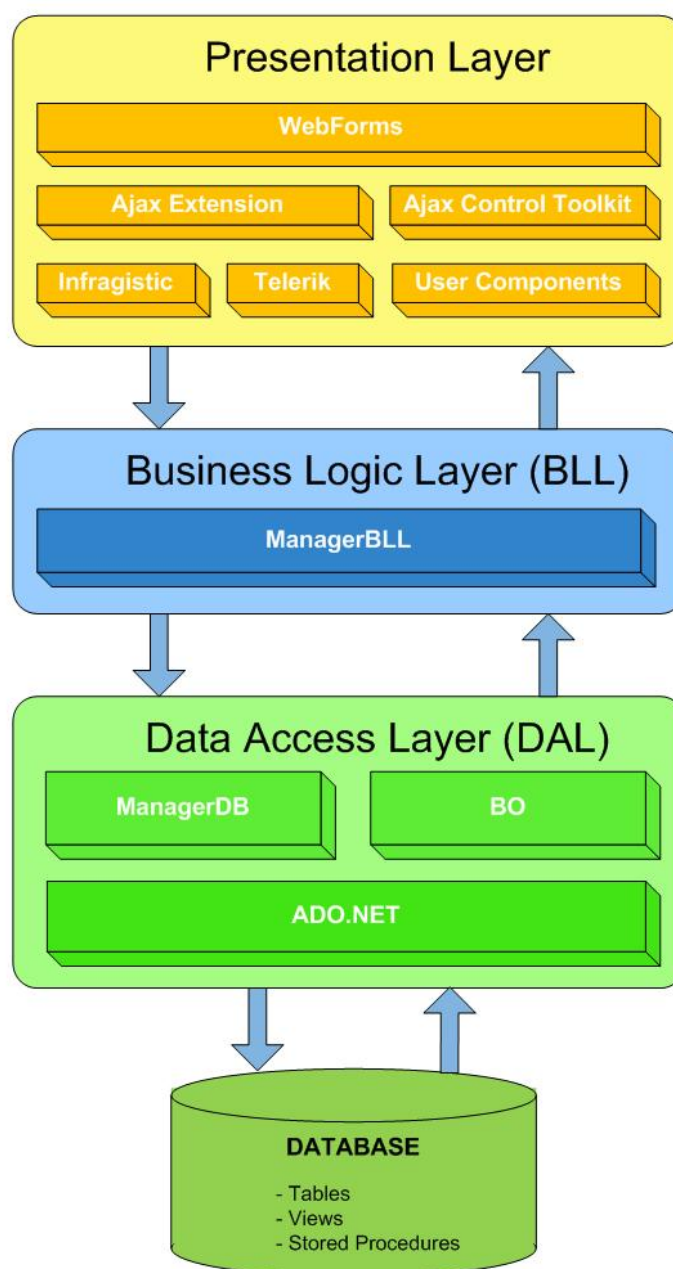 Presentation Layer
WebForms
Ajax Extension
Ajax Control Toolkit
Infragistic
Telerik
User Components
Business Logic Layer (BLL)
ManagerBLL
Data Access Layer (DAL)
ManagerDB
BO
ADO.NET
DATABASE
- Tables
- Views
- Stored Procedures